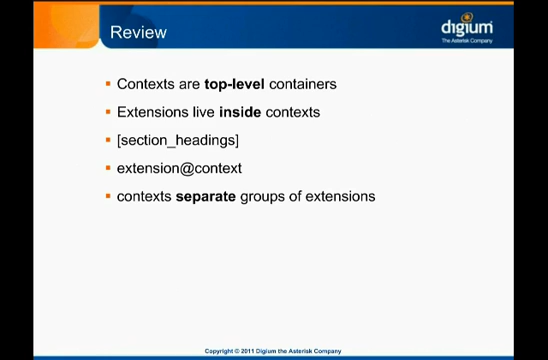 Review
digium
The Asterisk Company
Contexts are top-level containers
Extensions live inside contexts
[section_headings]
extension@context
contexts separate groups of extensions
Copyright © 2011 Digium the Asterisk Company